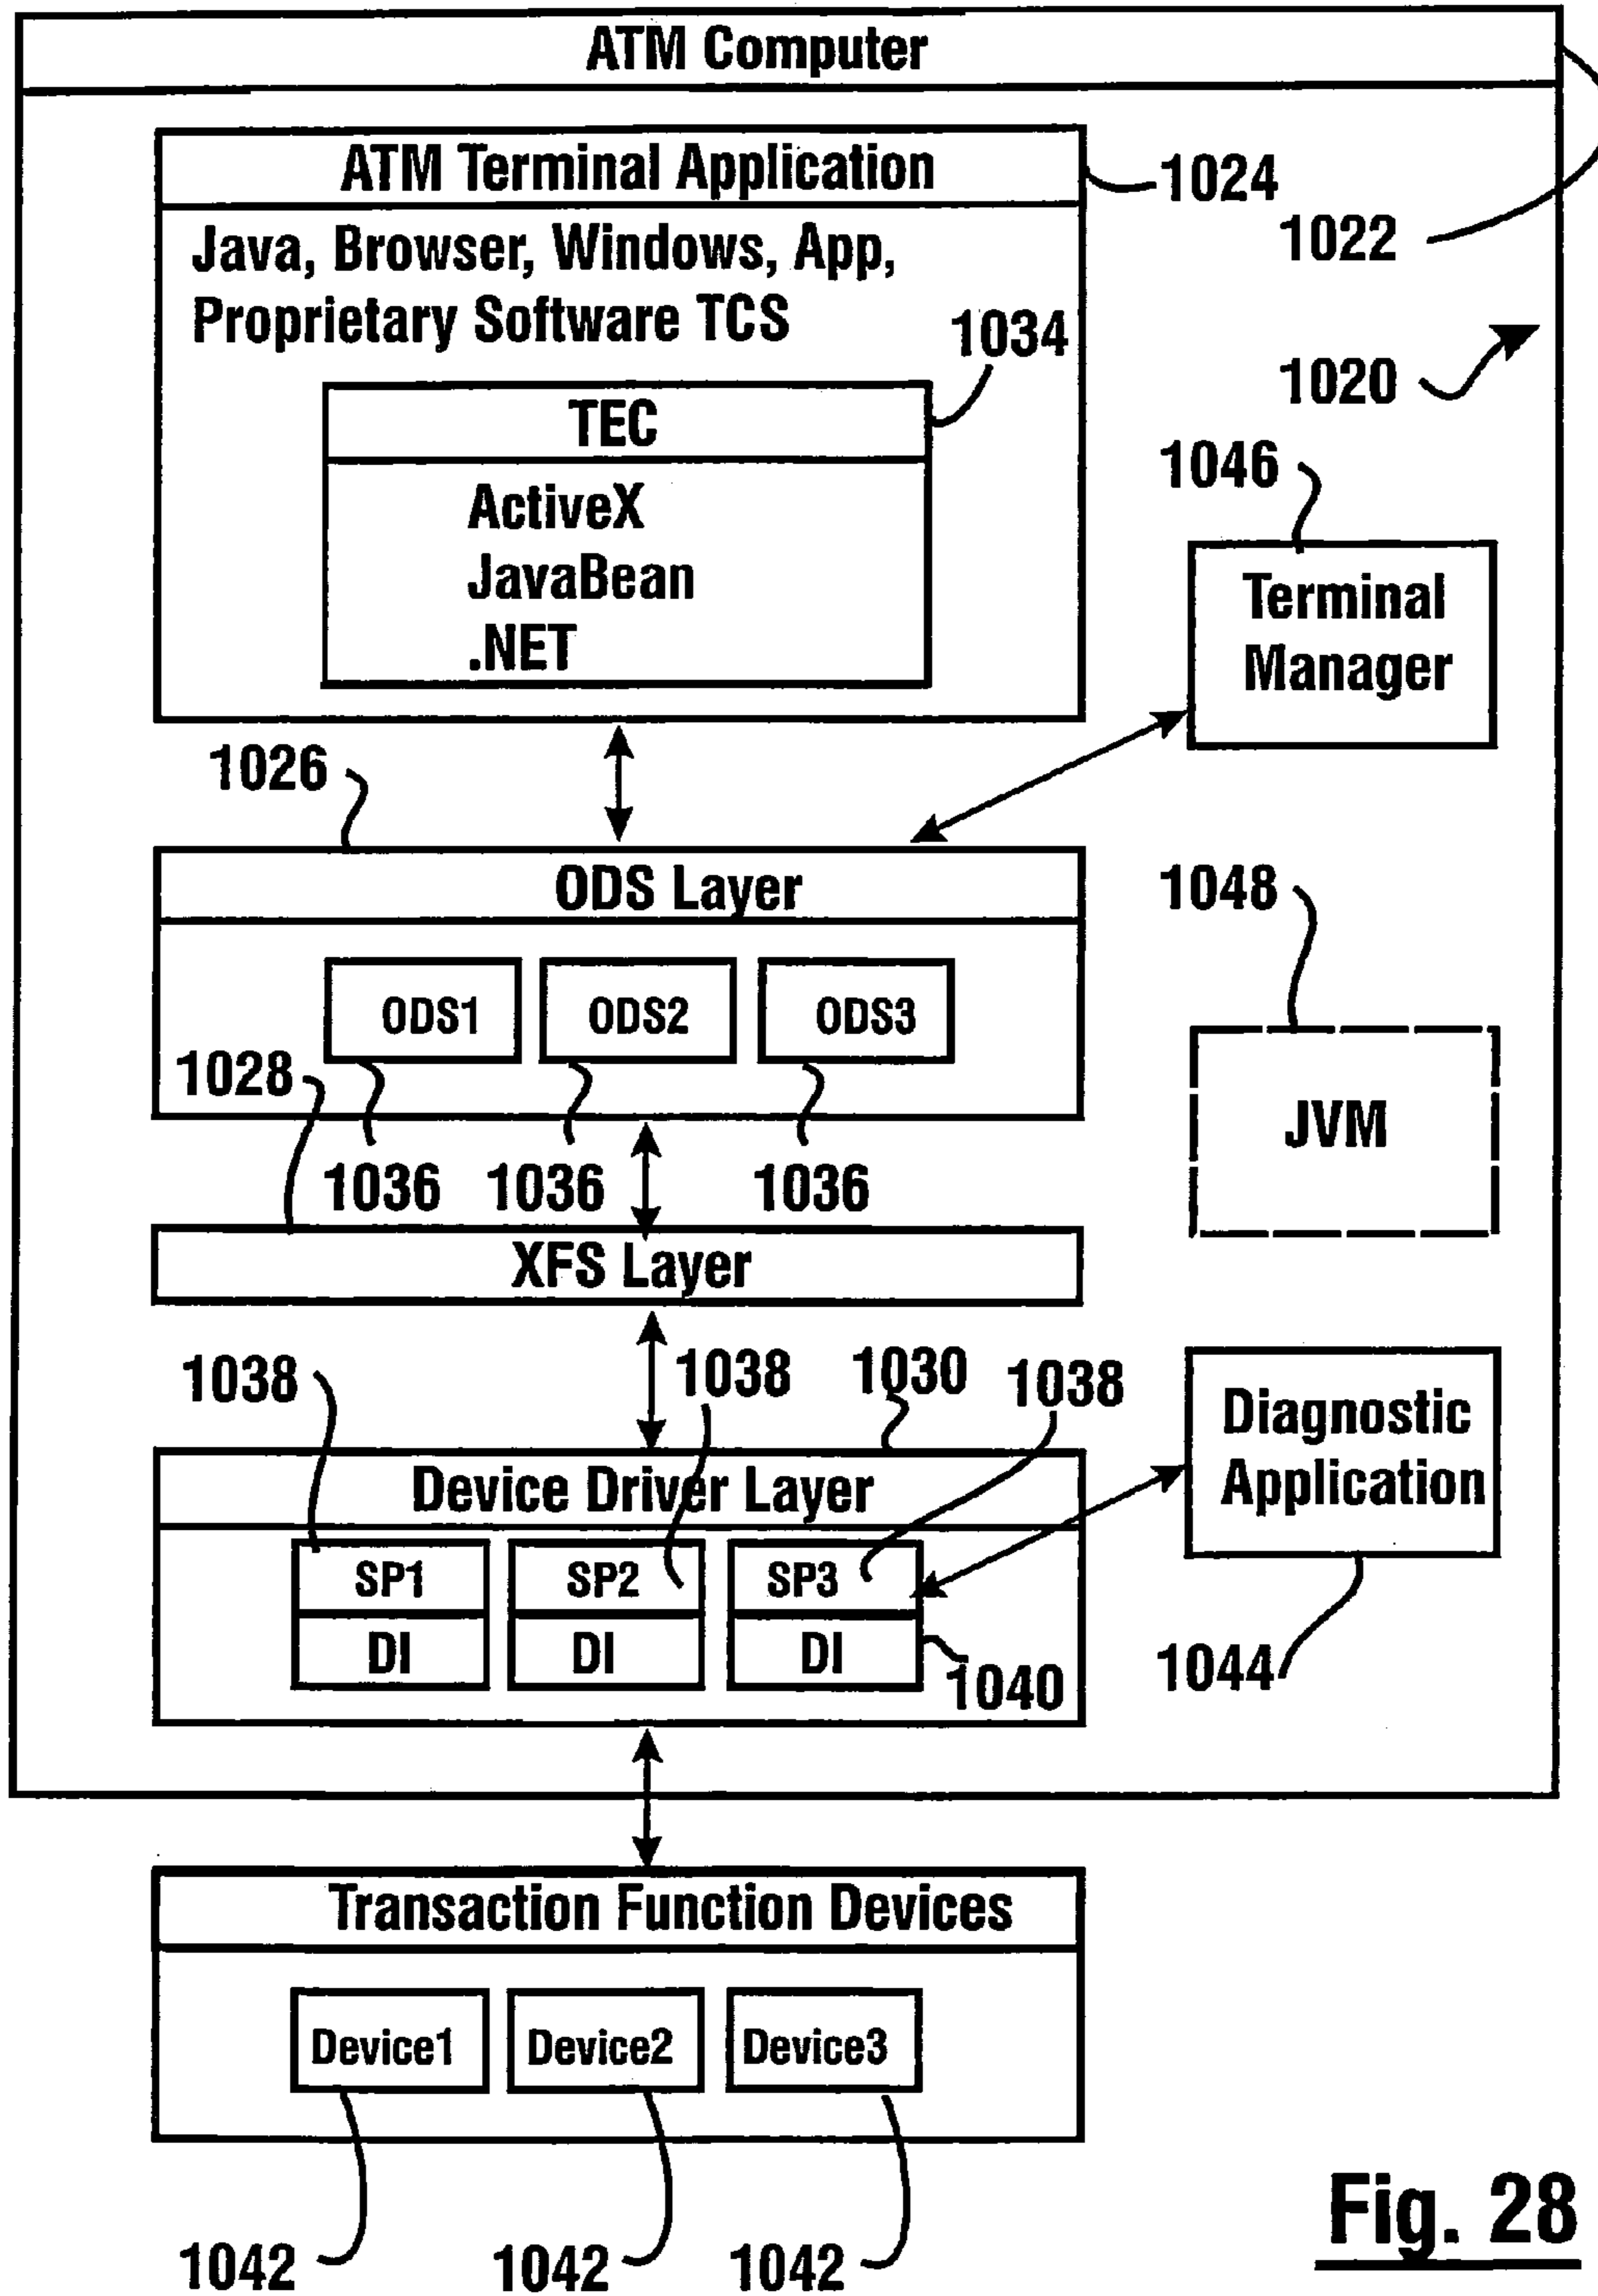 ATM Computer
ATM Terminal Application
1024
Java, Browser, Windows, App,
1022
Proprietary Software TCS
1034
1020
TEC
1046
ActiveX
JavaBean
.NET
Terminal
Manager
1026
ODS Layer
1048
ODS1 ODS2 ODS3
1028
JVM
1036 1036 1036
XFS Layer
1038 1038 1030 1038
Diagnostic
Application
Device Driver Layer
SP1 SP2 SP3
DI DI DI
1040
1044
Transaction Function Devices
Device1 Device2 Device3
1042 1042 1042
Fig. 28